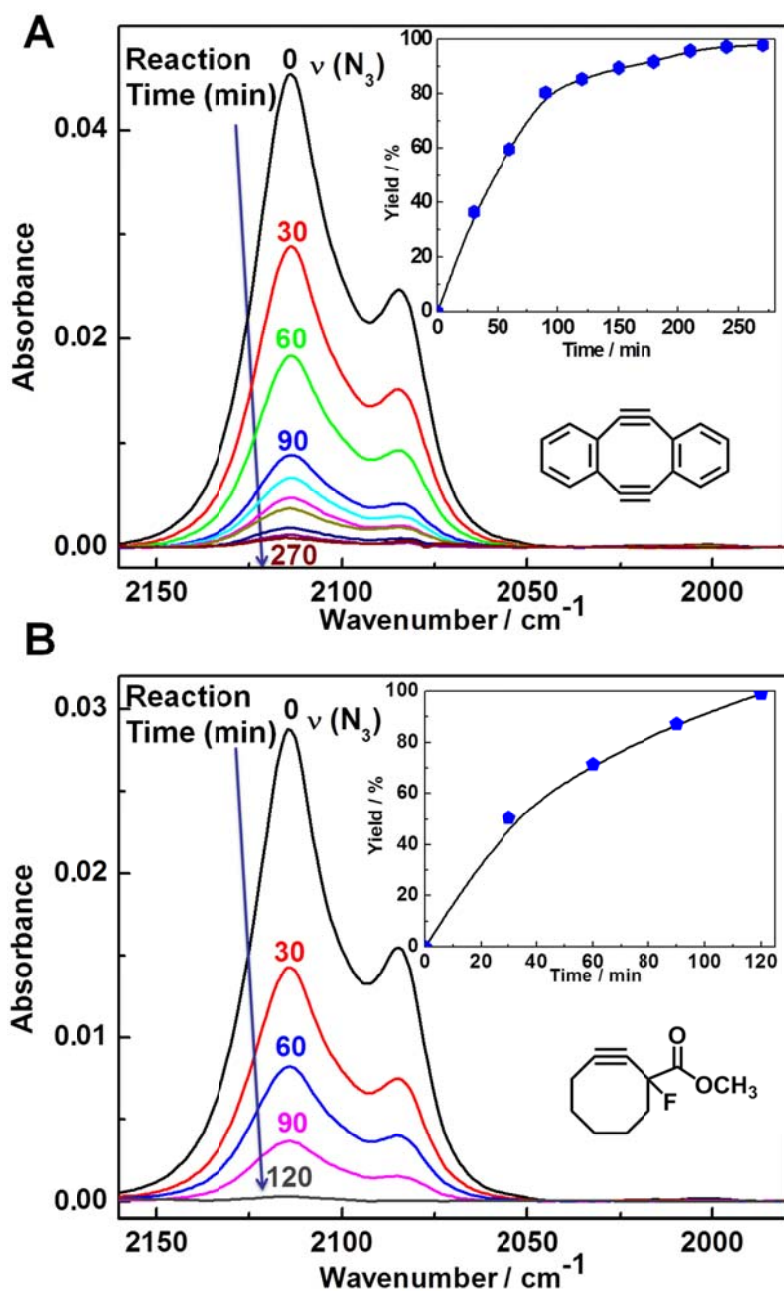 A
Reaction
Time (min)
0 ν (N3)
30
60
90
270
0.04
0.02
0.00
Absorbance
2150 2100 2050 2000
Wavenumber / cm-1
100
80
60
40
20
0
Yield / %
0 50 100 150 200 250
Time / min
B
Reaction
Time (min)
0 ν (N3)
30
60
90
120
0.03
0.02
0.01
0.00
Absorbance
2150 2100 2050 2000
Wavenumber / cm-1
100
80
60
40
20
0
Yield / %
0 20 40 60 80 100 120
Time / min
O
OCH3
F